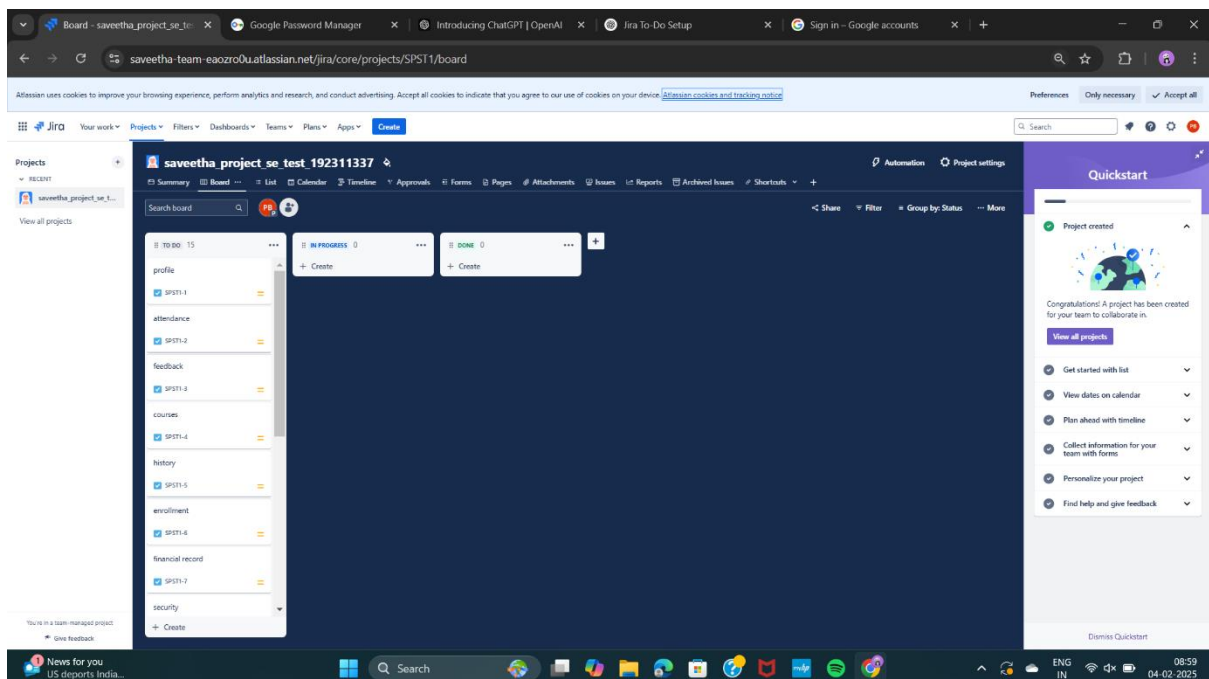 Board - saveetha_project_se_te
Google Password Manager
Introducing ChatGPT | OpenAI
Jira To-Do Setup
Sign in – Google accounts
saveetha-team-eaozro0u.atlassian.net/jira/core/projects/SPST1/board
Atlassian uses cookies to improve your browsing experience, perform analytics and research, and conduct advertising. Accept all cookies to indicate that you agree to our use of cookies on your device. Atlassian cookies and tracking notice
Preferences Only necessary Accept all
Jira Your work Projects Filters Dashboards Teams Plans Apps Create Search PB
Projects
RECENT
saveetha_project_se_t...
View all projects
saveetha_project_se_test_192311337
Automation Project settings
Summary Board List Calendar Timeline Approvals Forms Pages Attachments Issues Reports Archived Issues Shortcuts
Search board PB Share Filter Group by: Status More
TO DO 15
profile
SPST1-1
attendance
SPST1-2
feedback
SPST1-3
courses
SPST1-4
history
SPST1-5
enrollment
SPST1-6
financial record
SPST1-7
security
+ Create
IN PROGRESS 0
+ Create
DONE 0
+ Create
Quickstart
Project created
Congratulations! A project has been created
for your team to collaborate in.
View all projects
Get started with list
View dates on calendar
Plan ahead with timeline
Collect information for your
team with forms
Personalize your project
Find help and give feedback
Dismiss Quickstart
You're in a team-managed project
Give feedback
1
News for you
US deports India...
Search
ENG
IN
08:59
04-02-2025